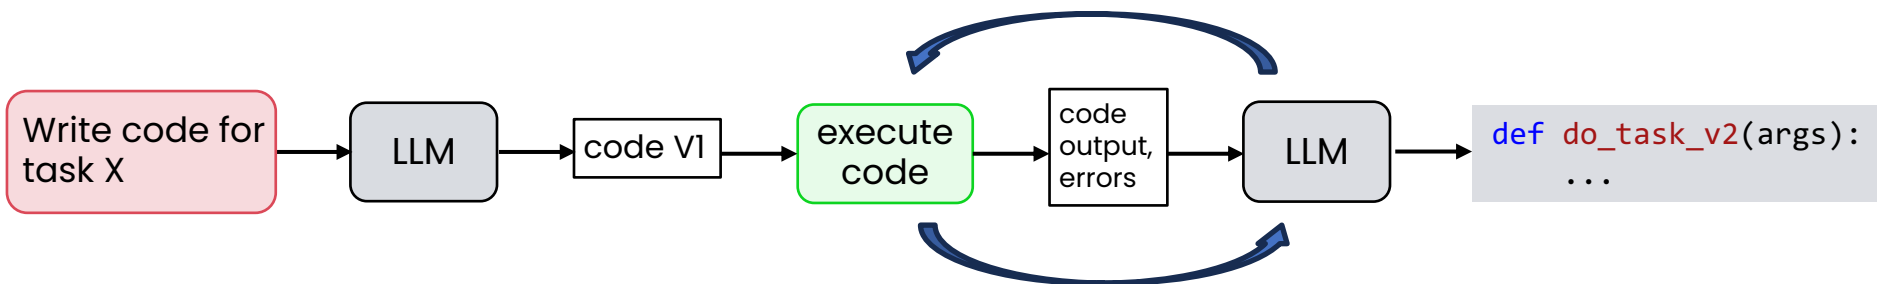 Write code for
task X
LLM
code V1
execute
code
code
output,
errors
LLM
def do_task_v2(args):
    ...